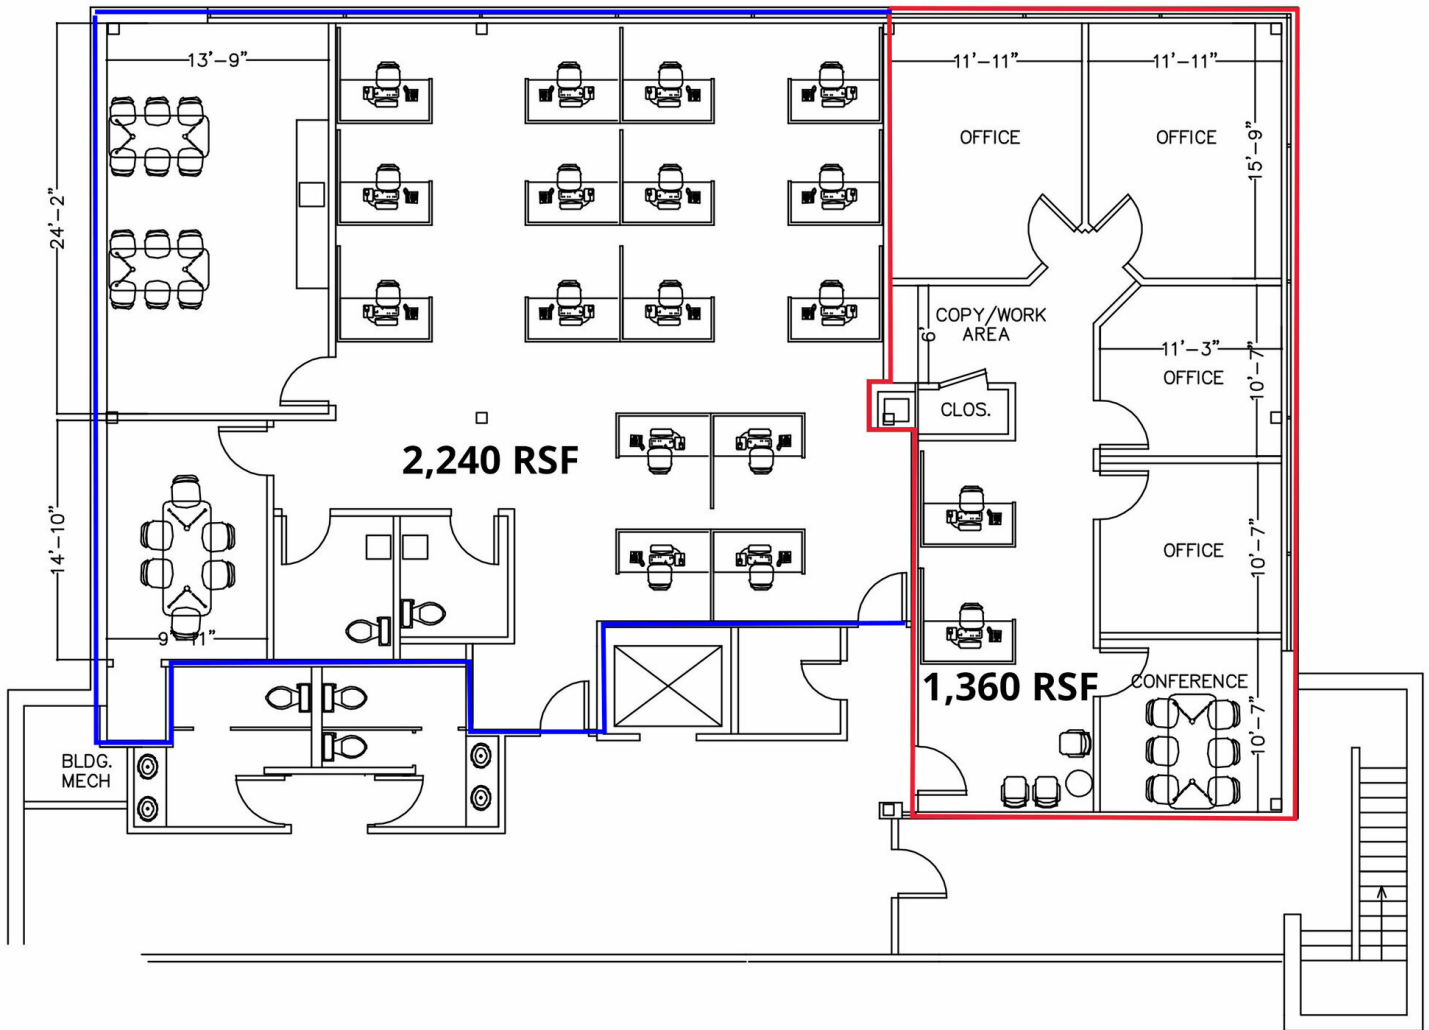 13'-9"
11'-11"
11'-11"
OFFICE
OFFICE
15'-9"
24'-2"
COPY/WORK
AREA
6'
11'-3"
OFFICE
10'-7"
CLOS.
2,240 RSF
14'-10"
OFFICE
10'-7"
9'-11"
1,360 RSF
CONFERENCE
10'-7"
BLDG.
MECH